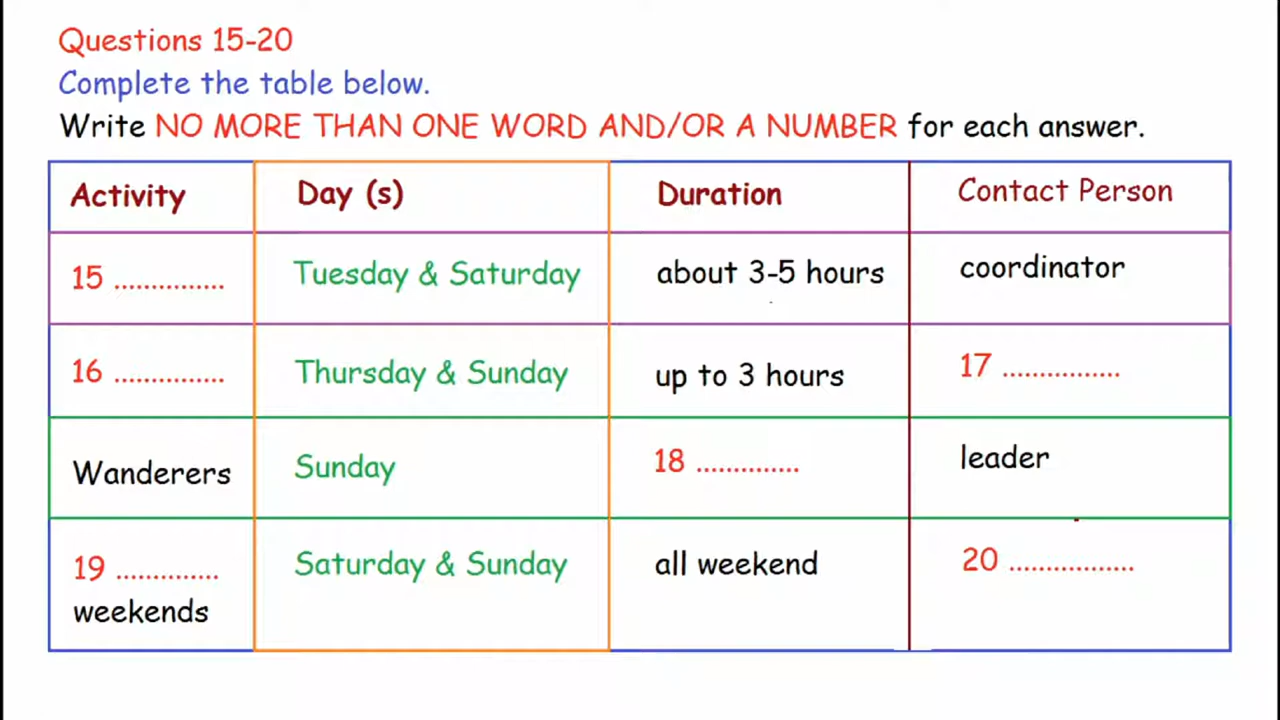 Questions 15-20
Complete the table below.
Write NO MORE THAN ONE WORD AND/OR A NUMBER for each answer.
Activity Day (s) Duration Contact Person
15 ............... Tuesday & Saturday about 3-5 hours coordinator
16 ............... Thursday & Sunday up to 3 hours 17 ................
Wanderers Sunday 18 .............. leader
19 .............. Saturday & Sunday all weekend 20 .................
weekends